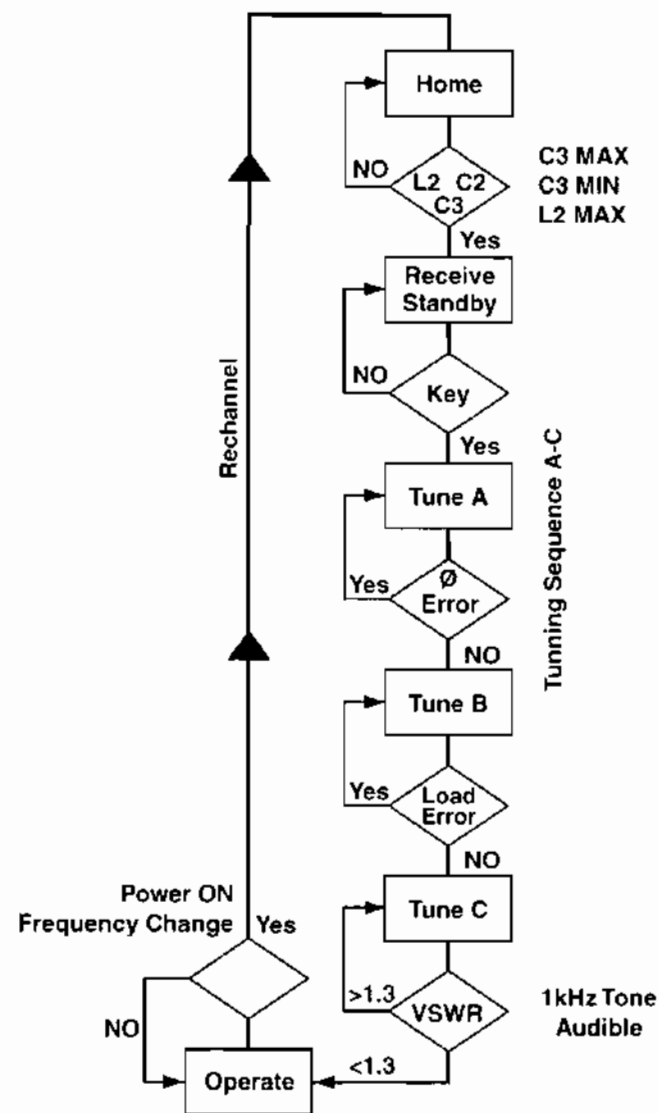 Home
NO
L2 C2
C3
C3 MAX
C3 MIN
L2 MAX
Yes
Receive
Standby
NO
Key
Yes
Rechannel
Tunning Sequence A-C
Tune A
Yes
Ø
Error
NO
Tune B
Yes
Load
Error
NO
Power ON
Frequency Change
Yes
Tune C
>1.3
VSWR
1kHz Tone
Audible
NO
<1.3
Operate